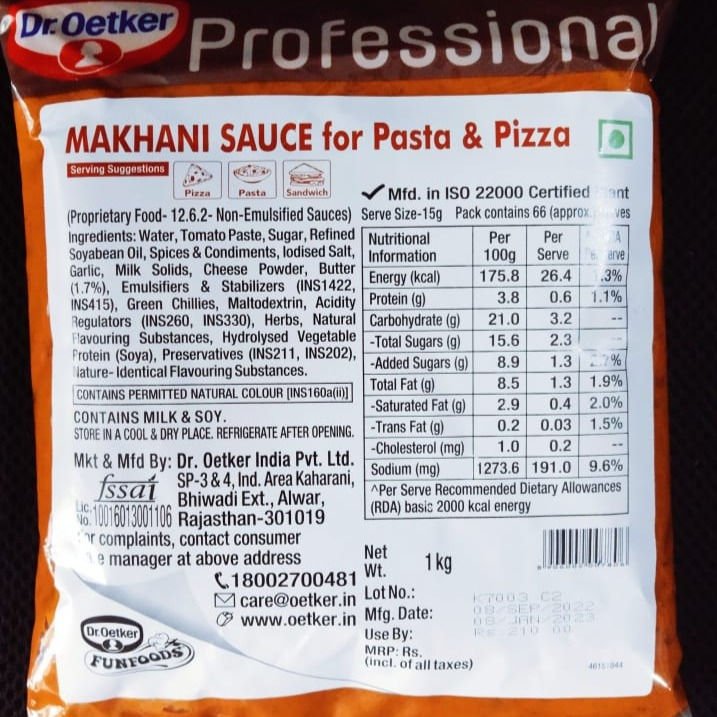 Dr. Oetker
Professional
MAKHANI SAUCE for Pasta & Pizza
Serving Suggestions
Pizza Pasta Sandwich
✓ Mfd. in ISO 22000 Certified
(Proprietary Food- 12.6.2- Non-Emulsified Sauces) Serve Size-15g Pack contains 66 (approx.
Ingredients: Water, Tomato Paste, Sugar, Refined
Soyabean Oil, Spices & Condiments, Iodised Salt,
Garlic, Milk Solids, Cheese Powder, Butter
(1.7%), Emulsifiers & Stabilizers (INS1422,
INS415), Green Chillies, Maltodextrin, Acidity
Regulators (INS260, INS330), Herbs, Natural
Flavouring Substances, Hydrolysed Vegetable
Protein (Soya), Preservatives (INS211, INS202),
Nature- Identical Flavouring Substances.
CONTAINS PERMITTED NATURAL COLOUR [INS160a(ii)]
CONTAINS MILK & SOY.
STORE IN A COOL & DRY PLACE. REFRIGERATE AFTER OPENING.
Mkt & Mfd By: Dr. Oetker India Pvt. Ltd.
SP-3 & 4, Ind. Area Kaharani,
Bhiwadi Ext., Alwar,
Rajasthan-301019
fssai
Lic. No. 10016013001106
complaints, contact consumer
manager at above address
18002700481
care@oetker.in
www.oetker.in
Nutritional Information Per 100g Per Serve
Energy (kcal) 175.8 26.4
Protein (g) 3.8 0.6 1.1%
Carbohydrate (g) 21.0 3.2 --
-Total Sugars (g) 15.6 2.3 --
-Added Sugars (g) 8.9 1.3
Total Fat (g) 8.5 1.3 1.9%
-Saturated Fat (g) 2.9 0.4 2.0%
-Trans Fat (g) 0.2 0.03 1.5%
-Cholesterol (mg) 1.0 0.2 --
Sodium (mg) 1273.6 191.0 9.6%
^Per Serve Recommended Dietary Allowances
(RDA) basis 2000 kcal energy
Net Wt. 1 kg
Lot No.: K7003 C2
Mfg. Date: 08 SEP 2022
Use By: 08 JAN 2023
MRP: Rs. Rs 210.00
(incl. of all taxes)
46151844
Dr. Oetker
FUNFOODS